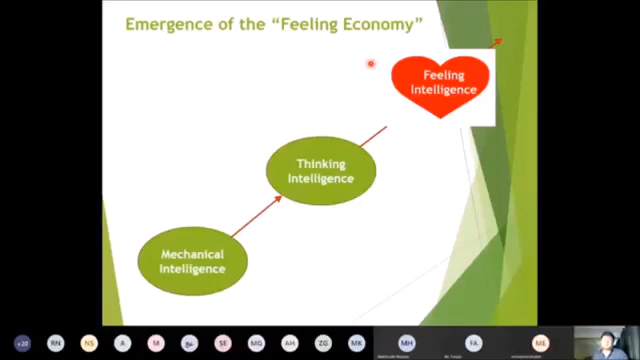 Emergence of the “Feeling Economy”
Feeling
Intelligence
Thinking
Intelligence
Mechanical
Intelligence
+20
RN
NS
A
M
SE
MG
AH
ZG
MK
MH
FA
ME